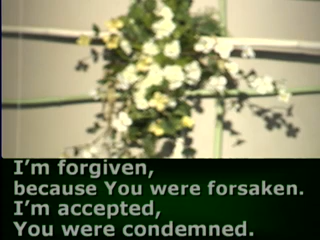 I'm forgiven,
because You were forsaken.
I'm accepted,
You were condemned.